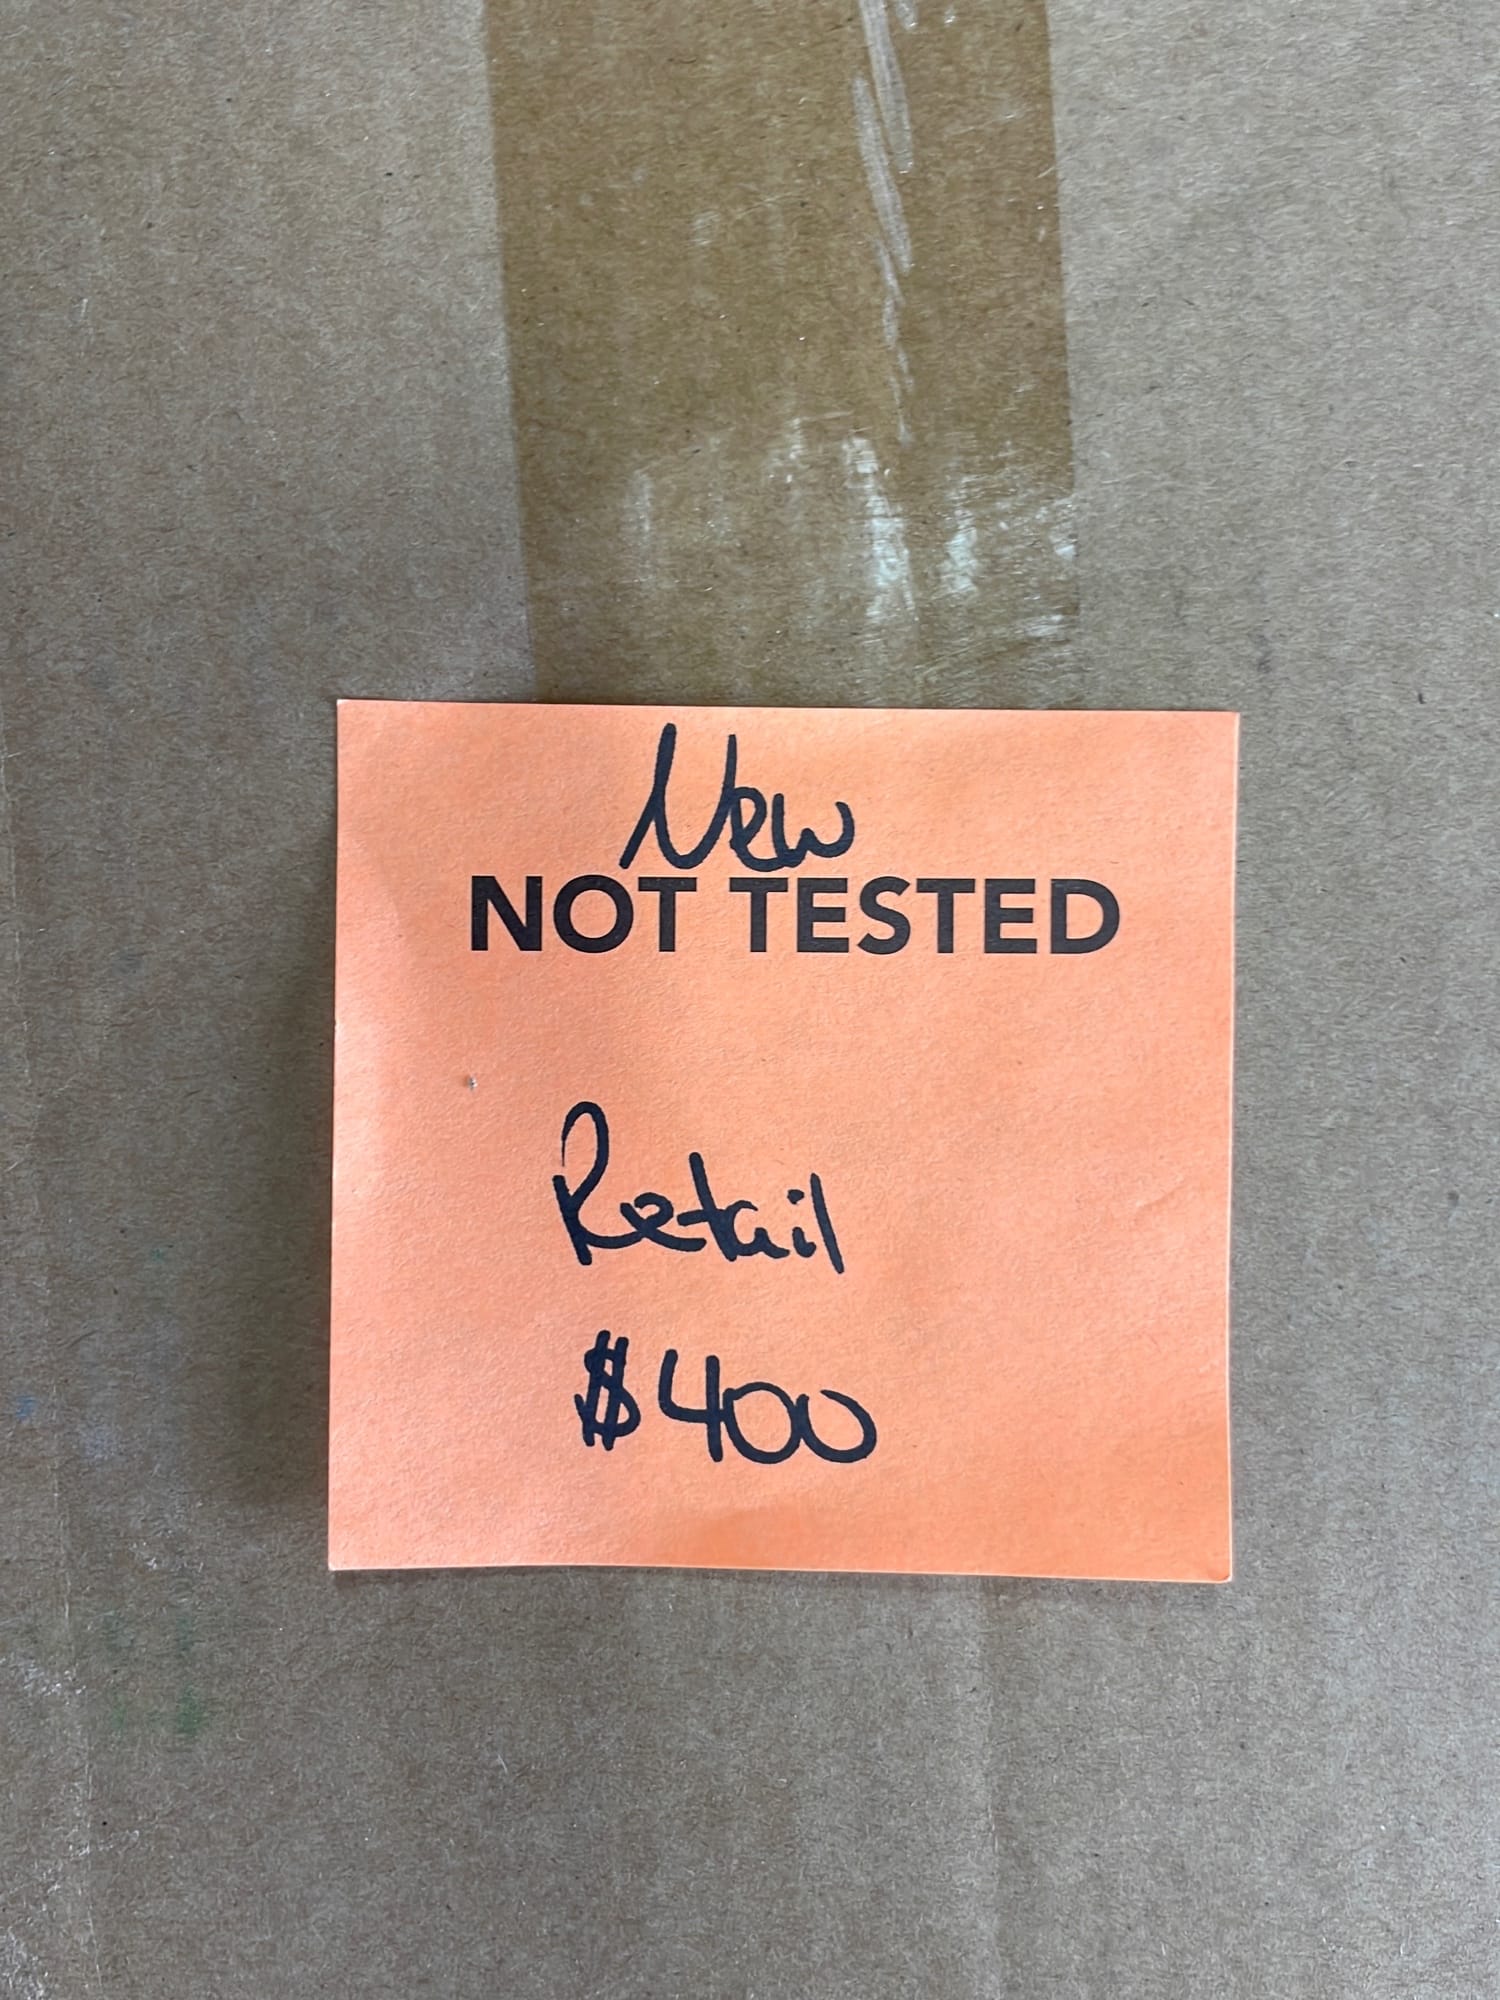 New
NOT TESTED
Retail
$400